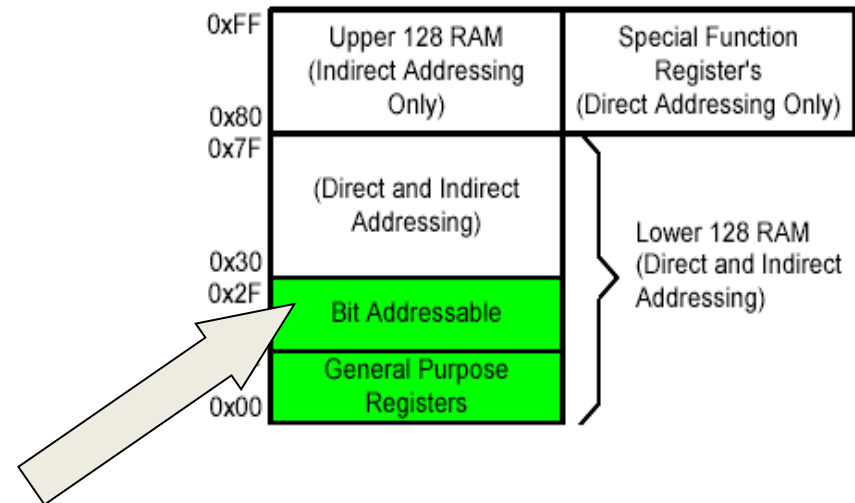 0xFF
Upper 128 RAM
(Indirect Addressing
Only)
Special Function
Register's
(Direct Addressing Only)
0x80
0x7F
(Direct and Indirect
Addressing)
Lower 128 RAM
(Direct and Indirect
Addressing)
0x30
0x2F
Bit Addressable
General Purpose
Registers
0x00